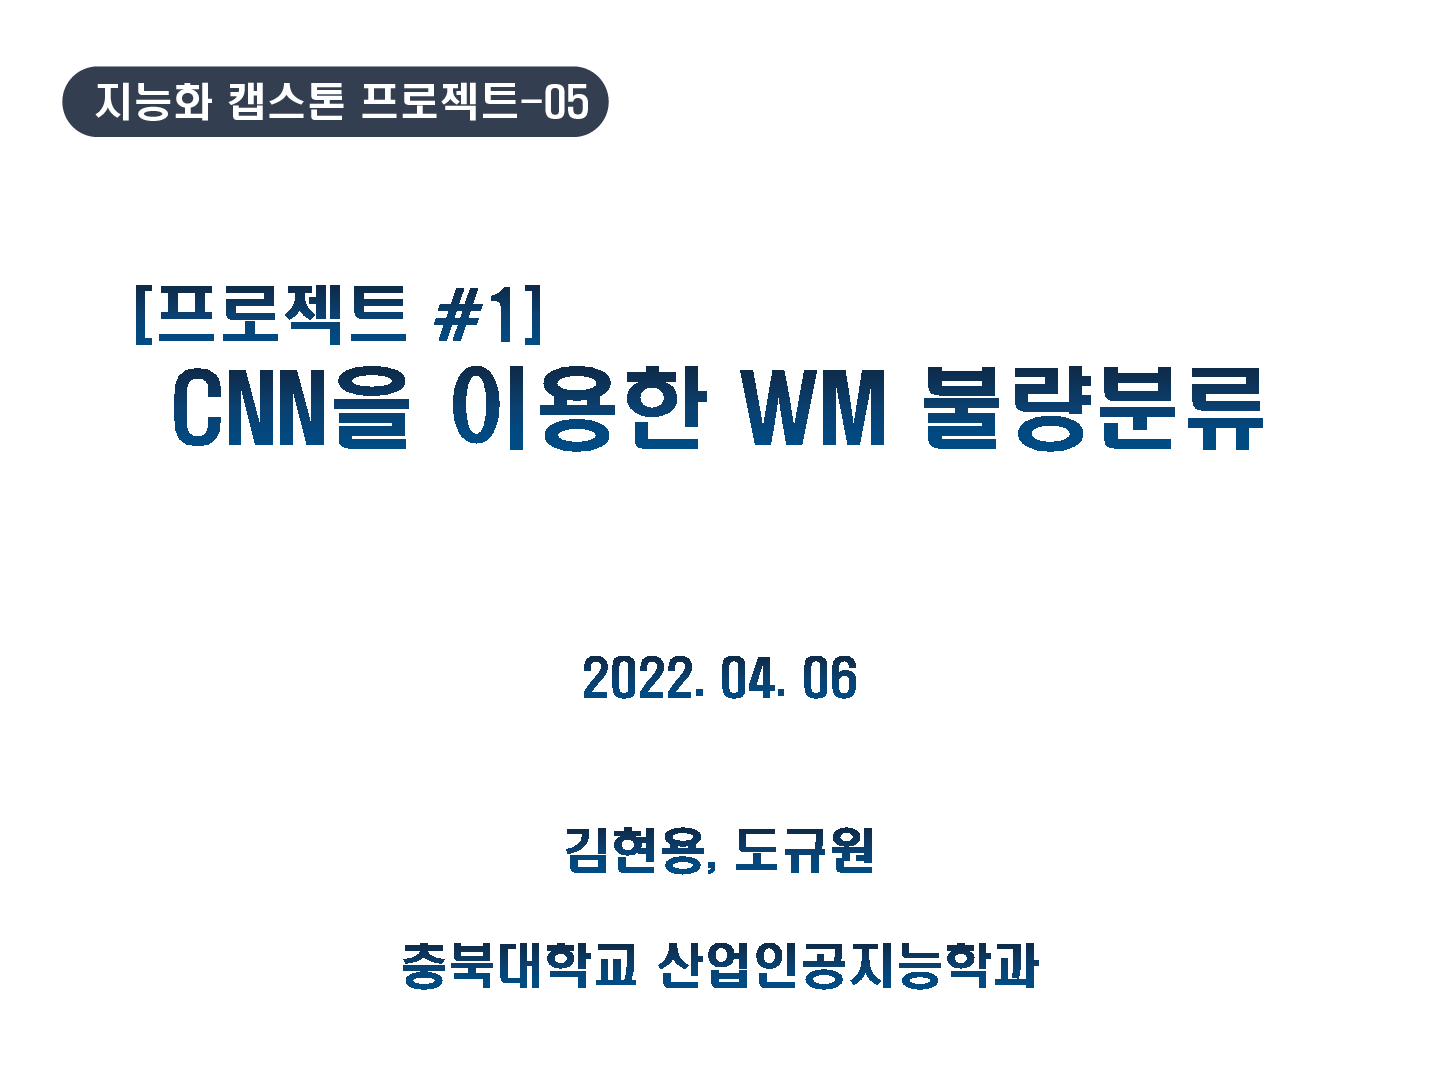 지능화 캡스톤 프로젝트-05
[프로젝트 #1]
CNN을 이용한 WM 불량분류
2022. 04. 06
김현용, 도규원
충북대학교 산업인공지능학과